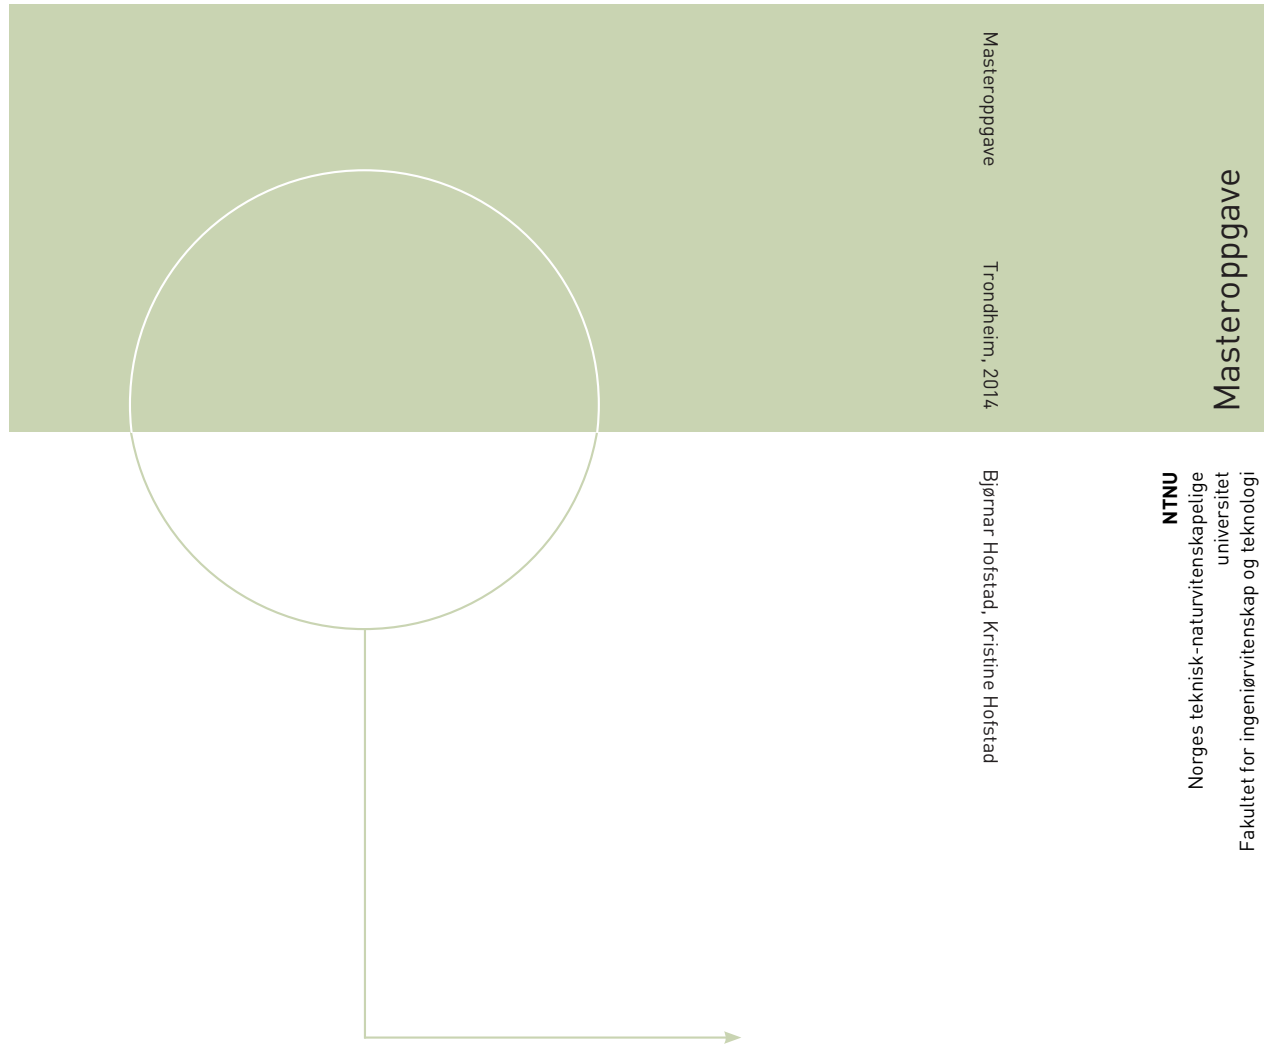 Masteroppgave
Trondheim, 2014
Bjørnar Hofstad, Kristine Hofstad
Masteroppgave
NTNU
Norges teknisk-naturvitenskapelige
universitet
Fakultet for ingeniørvitenskap og teknologi